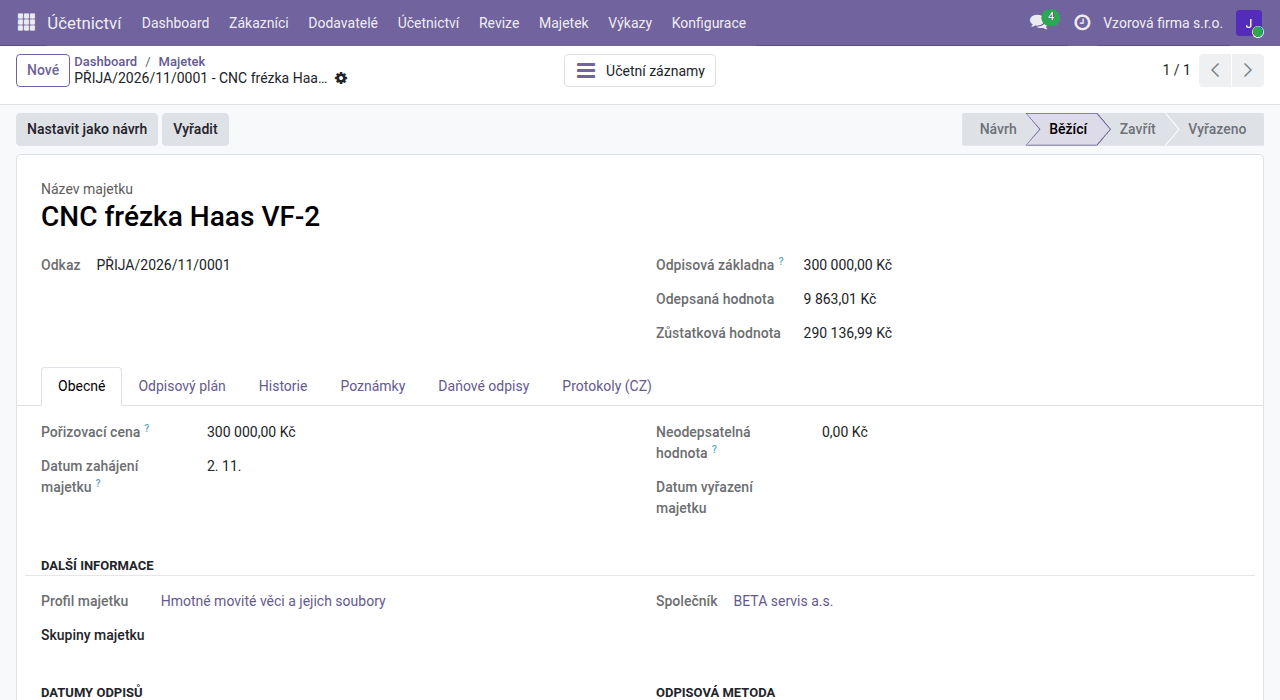 Účetnictví Dashboard Zákazníci Dodavatelé Účetnictví Revize Majetek Výkazy Konfigurace 4 Vzorová firma s.r.o. J
Nové Dashboard / Majetek
PŘIJA/2026/11/0001 - CNC frézka Haa... Účetní záznamy 1 / 1
Nastavit jako návrh Vyřadit Návrh Běžící Zavřít Vyřazeno
Název majetku
CNC frézka Haas VF-2
Odkaz PŘIJA/2026/11/0001 Odpisová základna ? 300 000,00 Kč
Odepsaná hodnota 9 863,01 Kč
Zůstatková hodnota 290 136,99 Kč
Obecné Odpisový plán Historie Poznámky Daňové odpisy Protokoly (CZ)
Pořizovací cena ? 300 000,00 Kč Neodepsatelná hodnota ? 0,00 Kč
Datum zahájení majetku ? 2. 11. Datum vyřazení majetku
DALŠÍ INFORMACE
Profil majetku Hmotné movité věci a jejich soubory Společník BETA servis a.s.
Skupiny majetku
DATUMY ODPISŮ ODPISOVÁ METODA